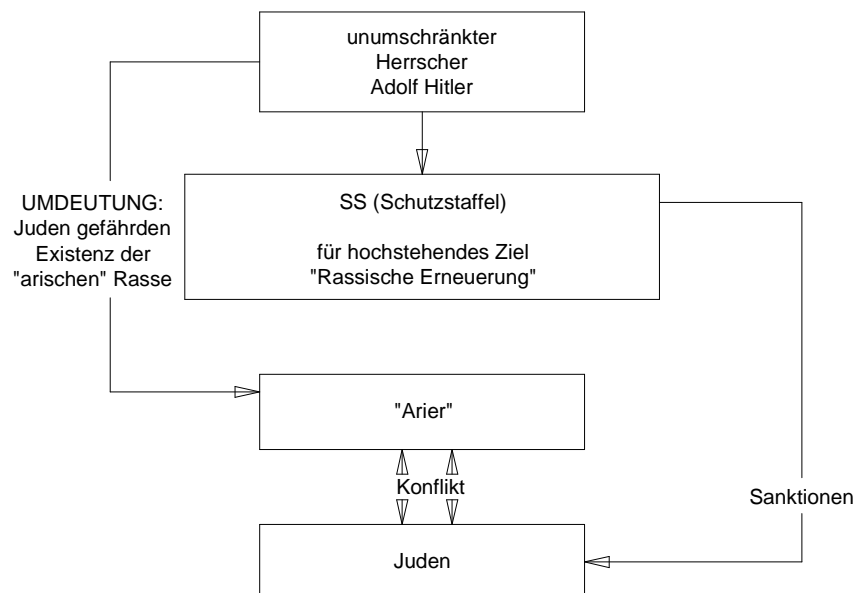 unumschränkter
Herrscher
Adolf Hitler
UMDEUTUNG:
Juden gefährden
Existenz der
"arischen" Rasse
SS (Schutzstaffel)
für hochstehendes Ziel
"Rassische Erneuerung"
"Arier"
Konflikt
Sanktionen
Juden